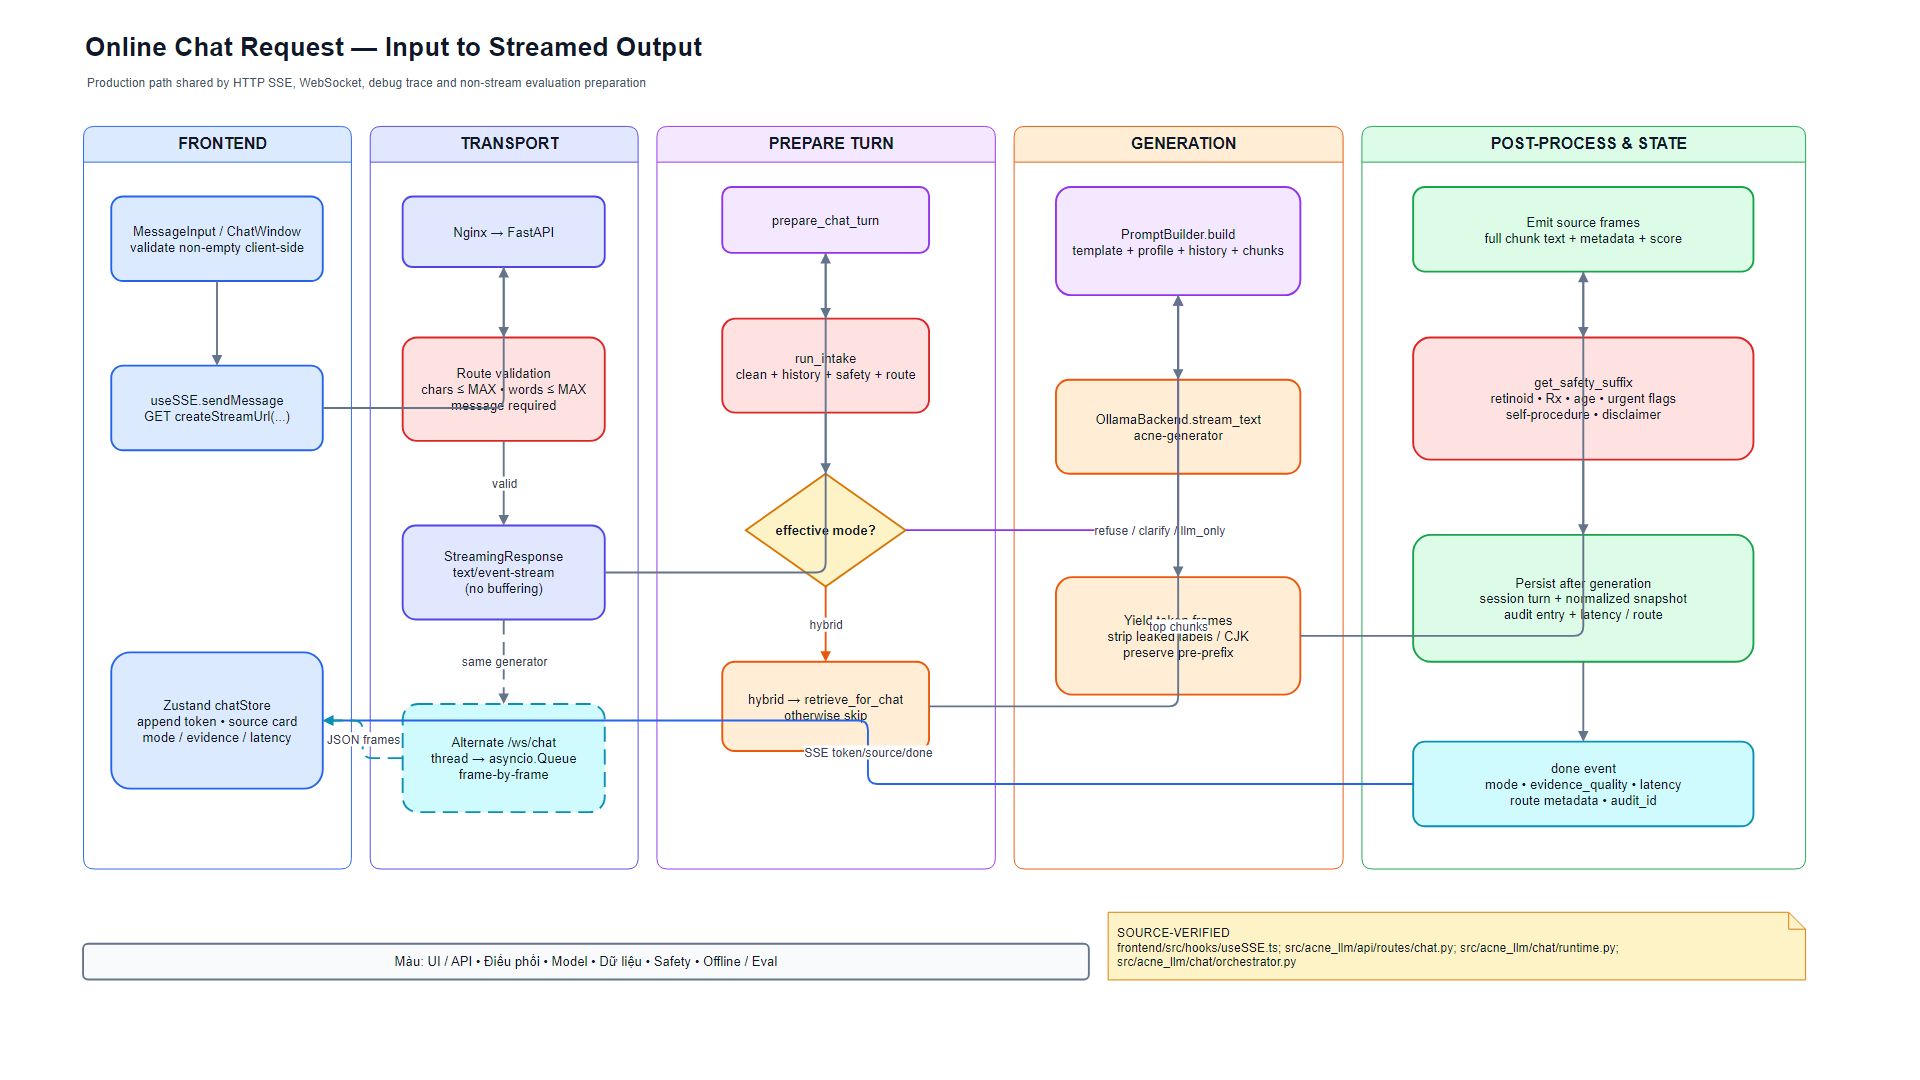 Online Chat Request — Input to Streamed Output
Production path shared by HTTP SSE, WebSocket, debug trace and non-stream evaluation preparation
FRONTEND
MessageInput / ChatWindow
validate non-empty client-side
useSSE.sendMessage
GET createStreamUrl(...)
Zustand chatStore
append token • source card
mode / evidence / latency
JSON frames
TRANSPORT
Nginx → FastAPI
Route validation
chars ≤ MAX • words ≤ MAX
message required
valid
StreamingResponse
text/event-stream
(no buffering)
same generator
Alternate /ws/chat
thread → asyncio.Queue
frame-by-frame
PREPARE TURN
prepare_chat_turn
run_intake
clean + history + safety + route
effective mode?
hybrid
hybrid → retrieve_for_chat
otherwise skip
SSE token/source/done
GENERATION
PromptBuilder.build
template + profile + history + chunks
OllamaBackend.stream_text
acne-generator
refuse / clarify / llm_only
Yield token frames
top chunks
strip leaked labels / CJK
preserve pre-prefix
POST-PROCESS & STATE
Emit source frames
full chunk text + metadata + score
get_safety_suffix
retinoid • Rx • age • urgent flags
self-procedure • disclaimer
Persist after generation
session turn + normalized snapshot
audit entry + latency / route
done event
mode • evidence_quality • latency
route metadata • audit_id
Màu: UI / API • Điều phối • Model • Dữ liệu • Safety • Offline / Eval
SOURCE-VERIFIED
frontend/src/hooks/useSSE.ts; src/acne_llm/api/routes/chat.py; src/acne_llm/chat/runtime.py;
src/acne_llm/chat/orchestrator.py